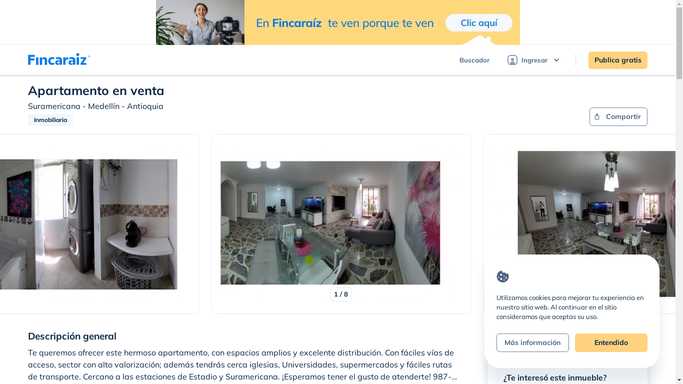 En Fincaraíz te ven porque te ven
Clic aquí
Fincaraiz
Buscador
Ingresar
Publica gratis
Apartamento en venta
Suramericana - Medellín - Antioquia
Inmobiliaria
Compartir
1 / 8
Utilizamos cookies para mejorar tu experiencia en
nuestro sitio web. Al continuar en el sitio
consideramos que aceptas su uso.
Más información
Entendido
Descripción general
Te queremos ofrecer este hermoso apartamento, con espacios amplios y excelente distribución. Con fáciles vías de
acceso, sector con alta valorización; además tendrás cerca iglesias, Universidades, supermercados y fáciles rutas
de transporte. Cercano a las estaciones de Estadio y Suramericana. ¡Esperamos tener el gusto de atenderte! 987-...
¿Te interesó este inmueble?